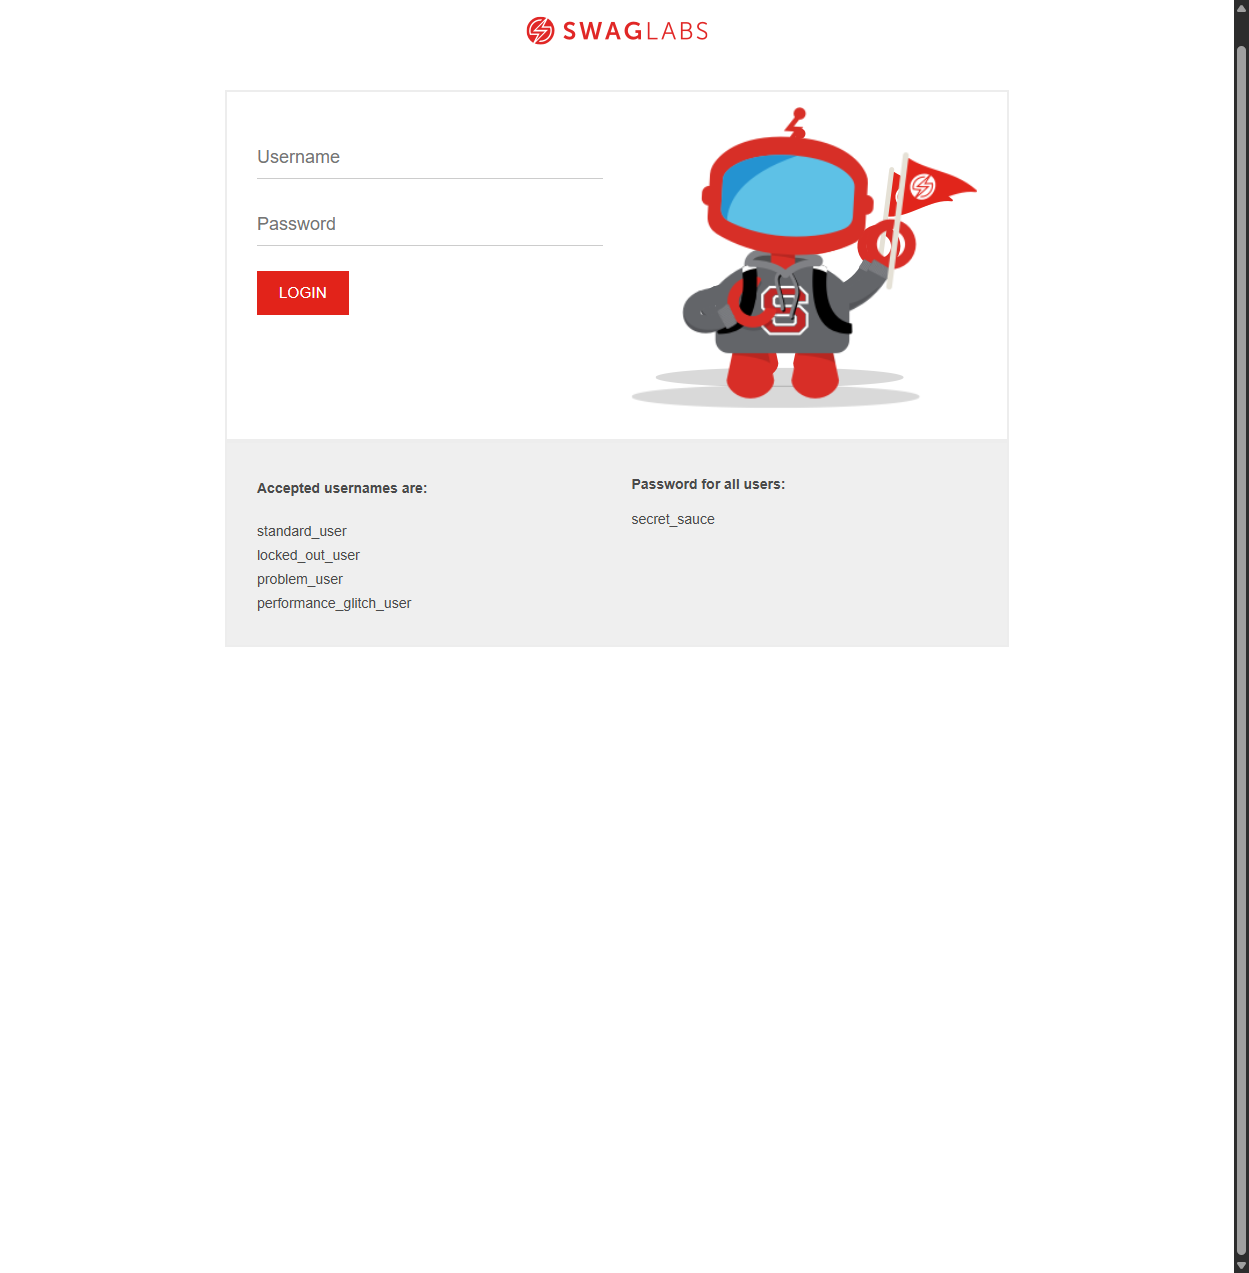 SWAGLABS
Username
Password
LOGIN
S
Accepted usernames are:
standard_user
locked_out_user
problem_user
performance_glitch_user
Password for all users:
secret_sauce